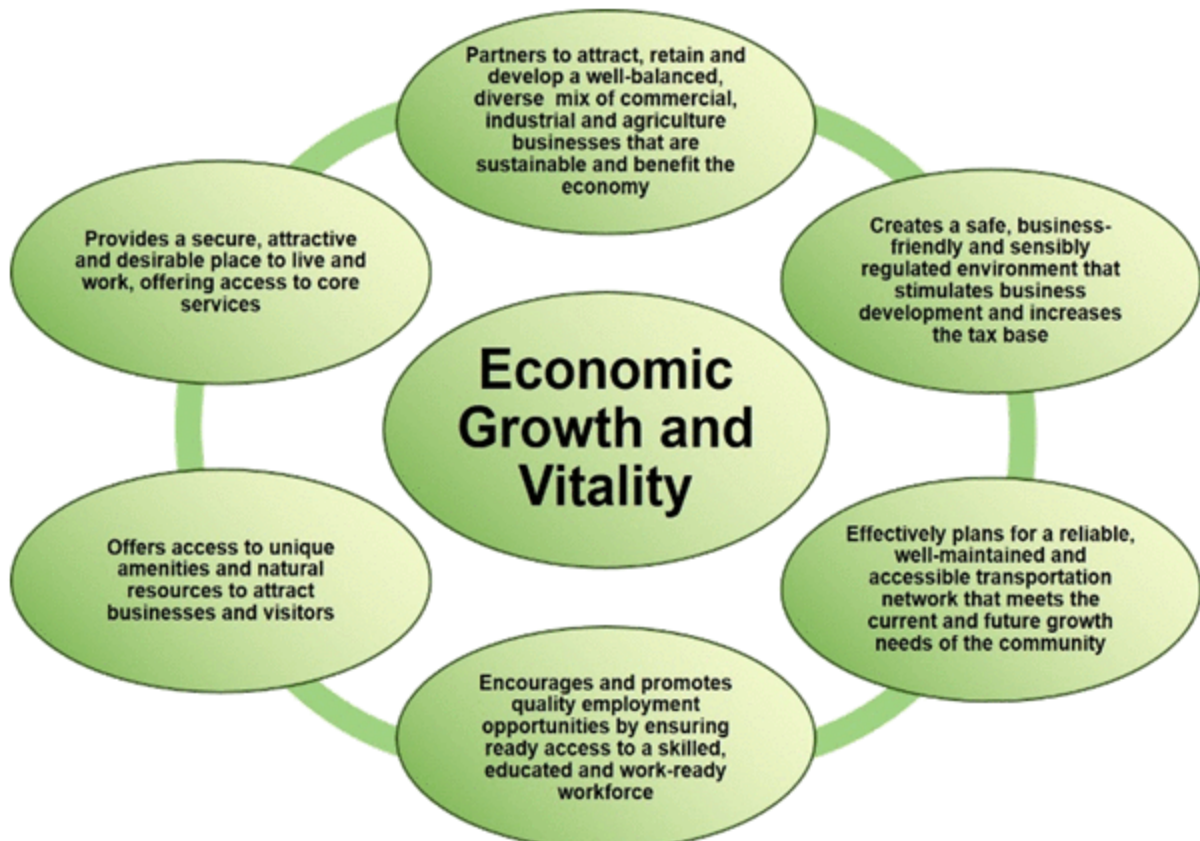 Partners to attract, retain and
develop a well-balanced,
diverse mix of commercial,
industrial and agriculture
businesses that are
sustainable and benefit the
economy
Creates a safe, business-
friendly and sensibly
regulated environment that
stimulates business
development and increases
the tax base
Effectively plans for a reliable,
well-maintained and
accessible transportation
network that meets the
current and future growth
needs of the community
Encourages and promotes
quality employment
opportunities by ensuring
ready access to a skilled,
educated and work-ready
workforce
Offers access to unique
amenities and natural
resources to attract
businesses and visitors
Provides a secure, attractive
and desirable place to live and
work, offering access to core
services
Economic
Growth and
Vitality